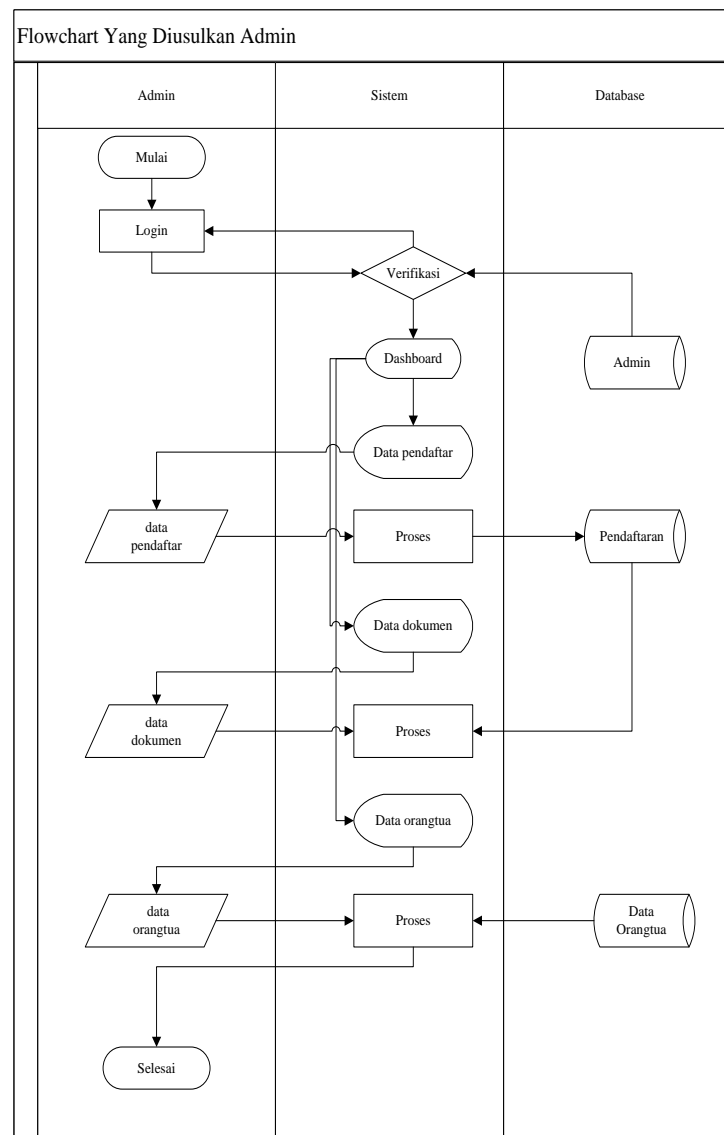 Flowchart Yang Diusulkan Admin
Admin
Sistem
Database
Mulai
Login
Verifikasi
Dashboard
Admin
Data pendaftar
data
pendaftar
Proses
Pendaftaran
Data dokumen
data
dokumen
Proses
Data orangtua
data
orangtua
Proses
Data
Orangtua
Selesai